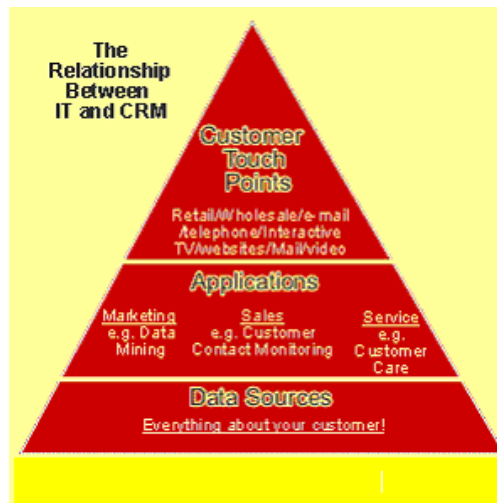 The
Relationship
Between
IT and CRM
Customer
Touch
Points
Retail/Wholesale/e-mail
/telephone/Interactive
TV/websites/Mail/video
Applications
Marketing
e.g. Data
Mining
Sales
e.g. Customer
Contact Monitoring
Service
e.g.
Customer
Care
Data Sources
Everything about your customer!